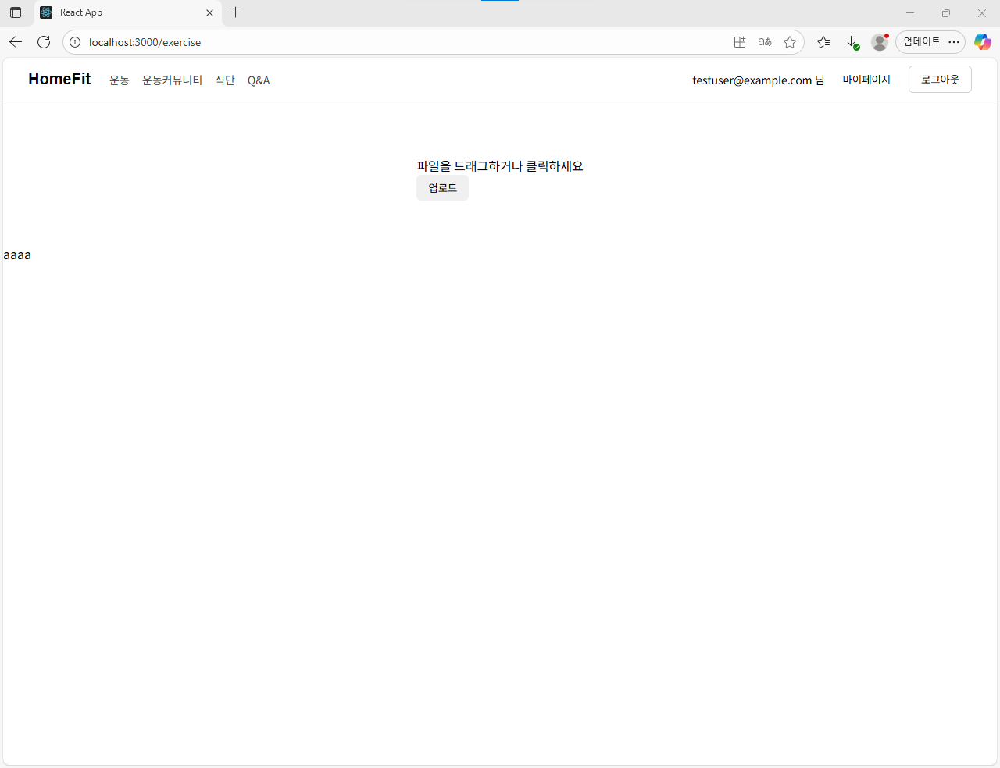 React App
localhost:3000/exercise
aあ
업데이트
HomeFit 운동 운동커뮤니티 식단 Q&A testuser@example.com 님 마이페이지 로그아웃
파일을 드래그하거나 클릭하세요
업로드
aaaa